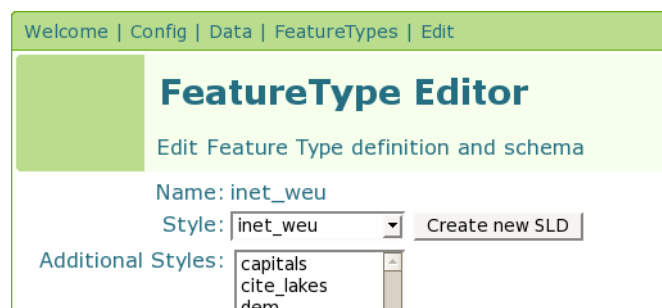 Welcome | Config | Data | FeatureTypes | Edit
FeatureType Editor
Edit Feature Type definition and schema
Name: inet_weu
Style: inet_weu Create new SLD
Additional Styles: capitals
cite_lakes
dem